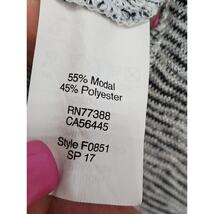 55% Modal
45% Polyester
RN77388
CA56445
Style F0851
SP 17